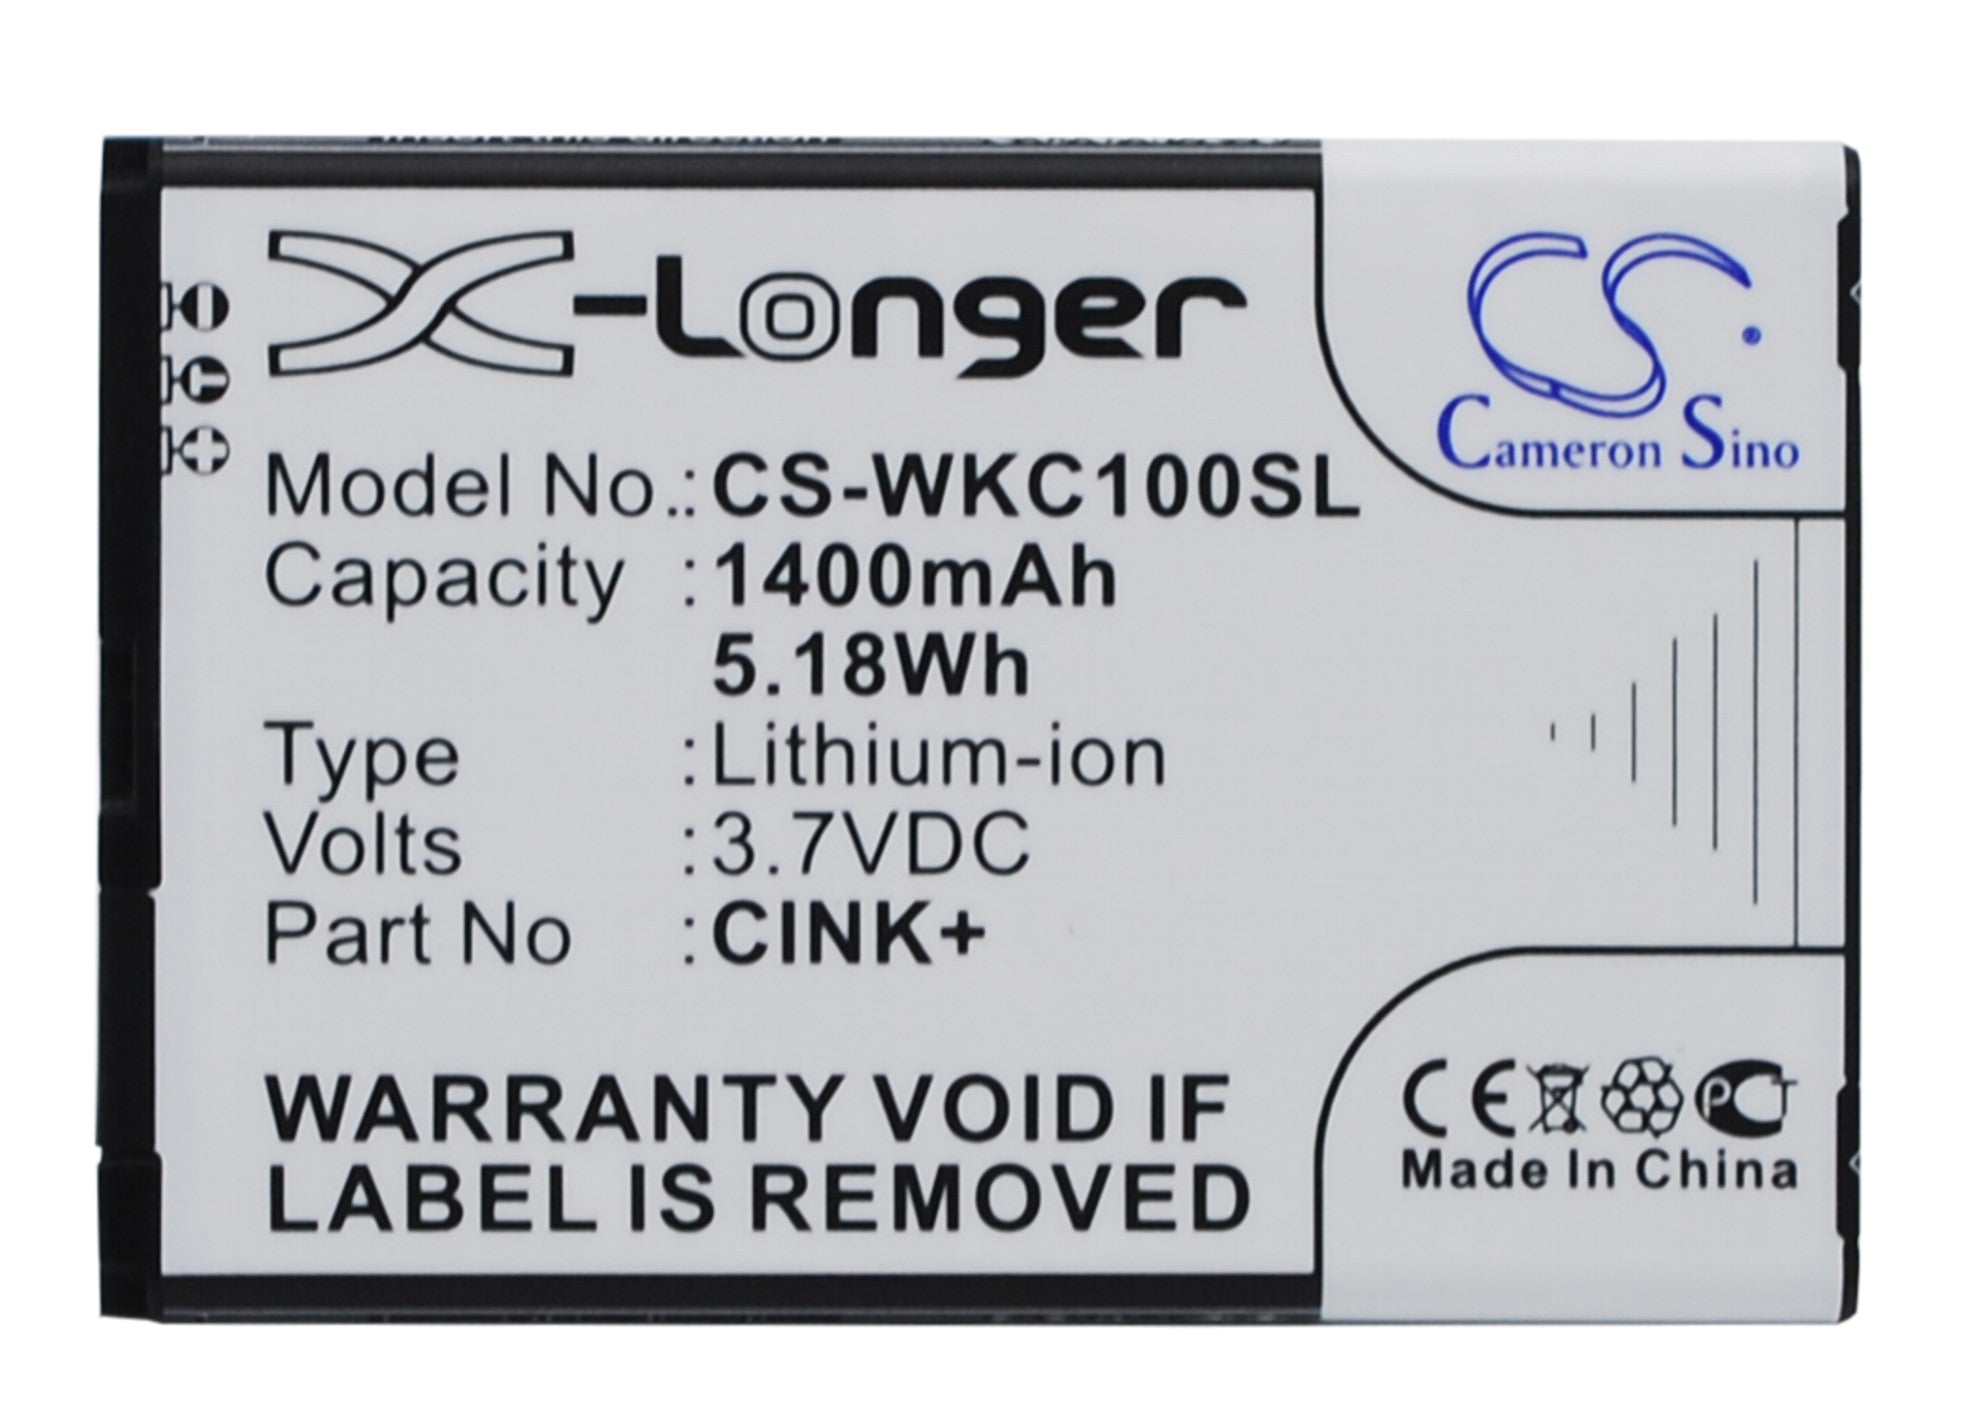 X-Longer
CS
®
Cameron Sino
Model No.: CS-WKC100SL
Capacity : 1400mAh
5.18Wh
Type : Lithium-ion
Volts : 3.7VDC
Part No : CINK+
WARRANTY VOID IF
LABEL IS REMOVED
CE
Made In China